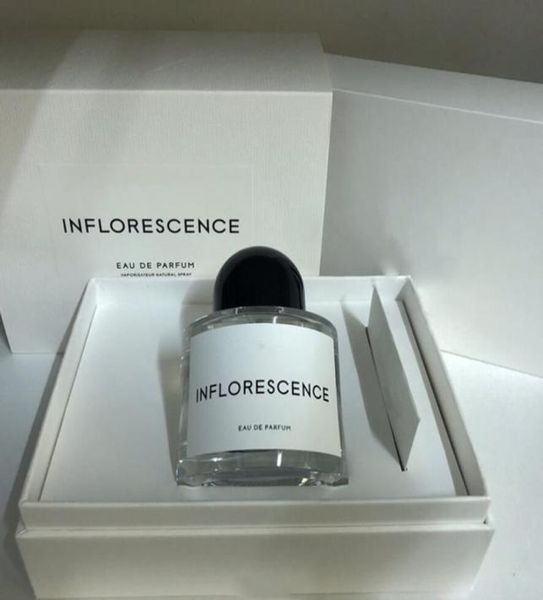 INFLORESCENCE
EAU DE PARFUM
VAPORISATEUR NATURAL SPRAY
INFLORESCENCE
EAU DE PARFUM